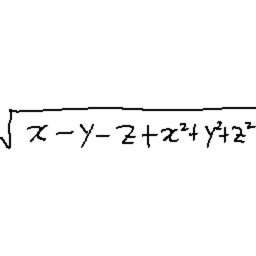 √(x - y - z + x² + y² + z²)